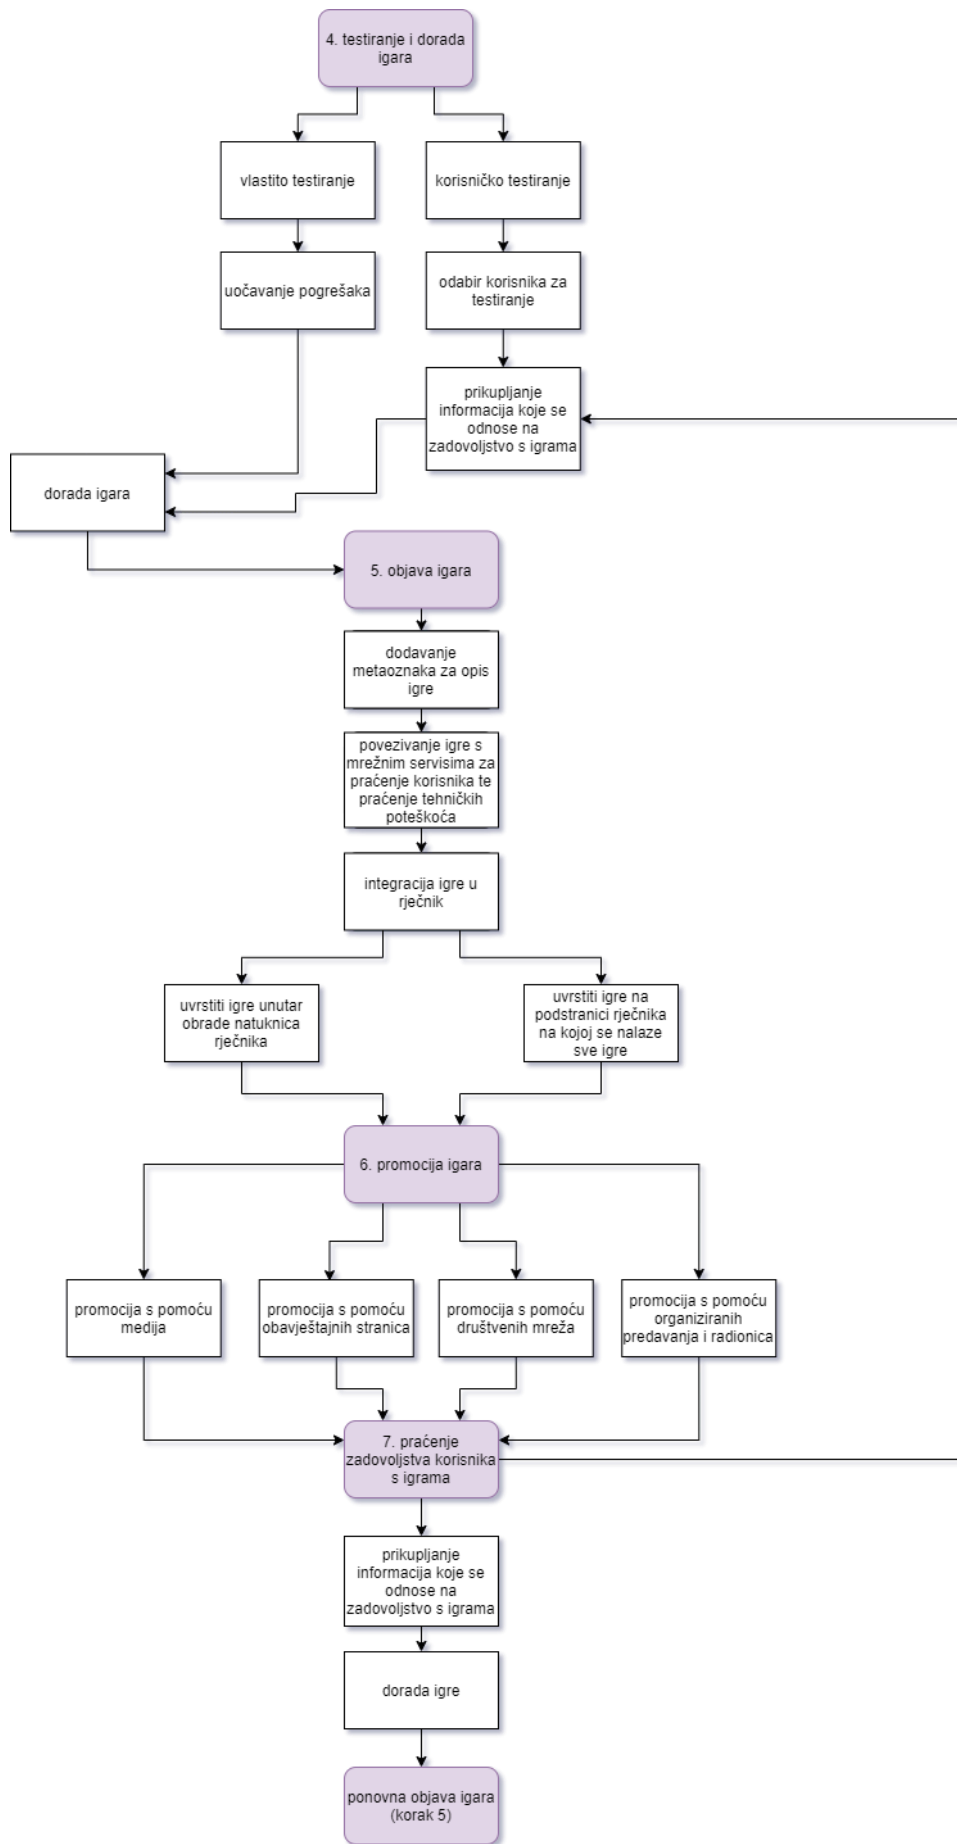 4. testiranje i dorada
igara
vlastito testiranje
korisničko testiranje
uočavanje pogrešaka
odabir korisnika za
testiranje
prikupljanje
informacija koje se
odnose na
zadovoljstvo s igrama
dorada igara
5. objava igara
dodavanje
metaoznaka za opis
igre
povezivanje igre s
mrežnim servisima za
praćenje korisnika te
praćenje tehničkih
poteškoća
integracija igre u
rječnik
uvrstiti igre unutar
obrade natuknica
rječnika
uvrstiti igre na
podstranici rječnika
na kojoj se nalaze
sve igre
6. promocija igara
promocija s pomoću
medija
promocija s pomoću
obavještajnih stranica
promocija s pomoću
društvenih mreža
promocija s pomoću
organiziranih
predavanja i radionica
7. praćenje
zadovoljstva korisnika
s igrama
prikupljanje
informacija koje se
odnose na
zadovoljstvo s igrama
dorada igre
ponovna objava igara
(korak 5)